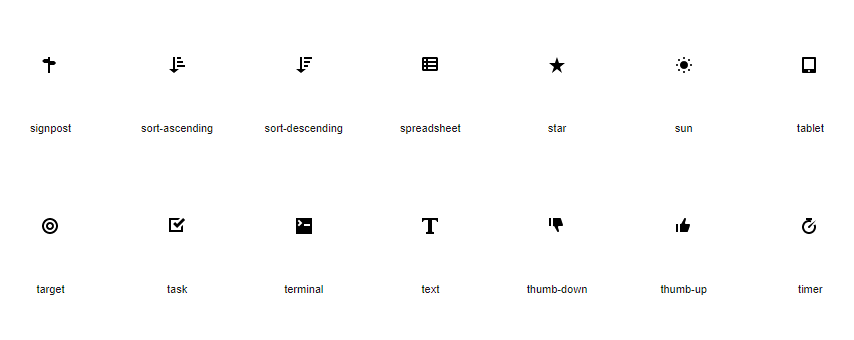 signpost sort-ascending sort-descending spreadsheet star sun tablet
target task terminal text thumb-down thumb-up timer